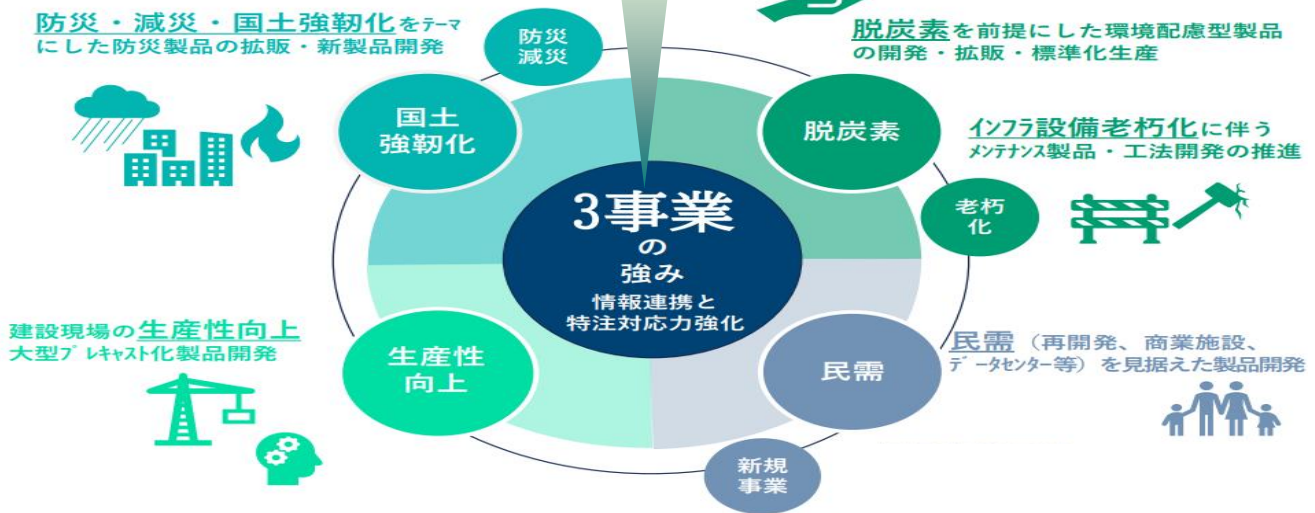 防災・減災・国土強靭化をテーマ
にした防災製品の拡販・新製品開発
防災
減災
国土
強靭化
脱炭素を前提にした環境配慮型製品
の開発・拡販・標準化生産
脱炭素
インフラ設備老朽化に伴う
メンテナンス製品・工法開発の推進
老朽
化
3事業
の
強み
情報連携と
特注対応力強化
建設現場の生産性向上
大型プレキャスト化製品開発
生産性
向上
民需
民需（再開発、商業施設、
データセンター等）を見据えた製品開発
新規
事業